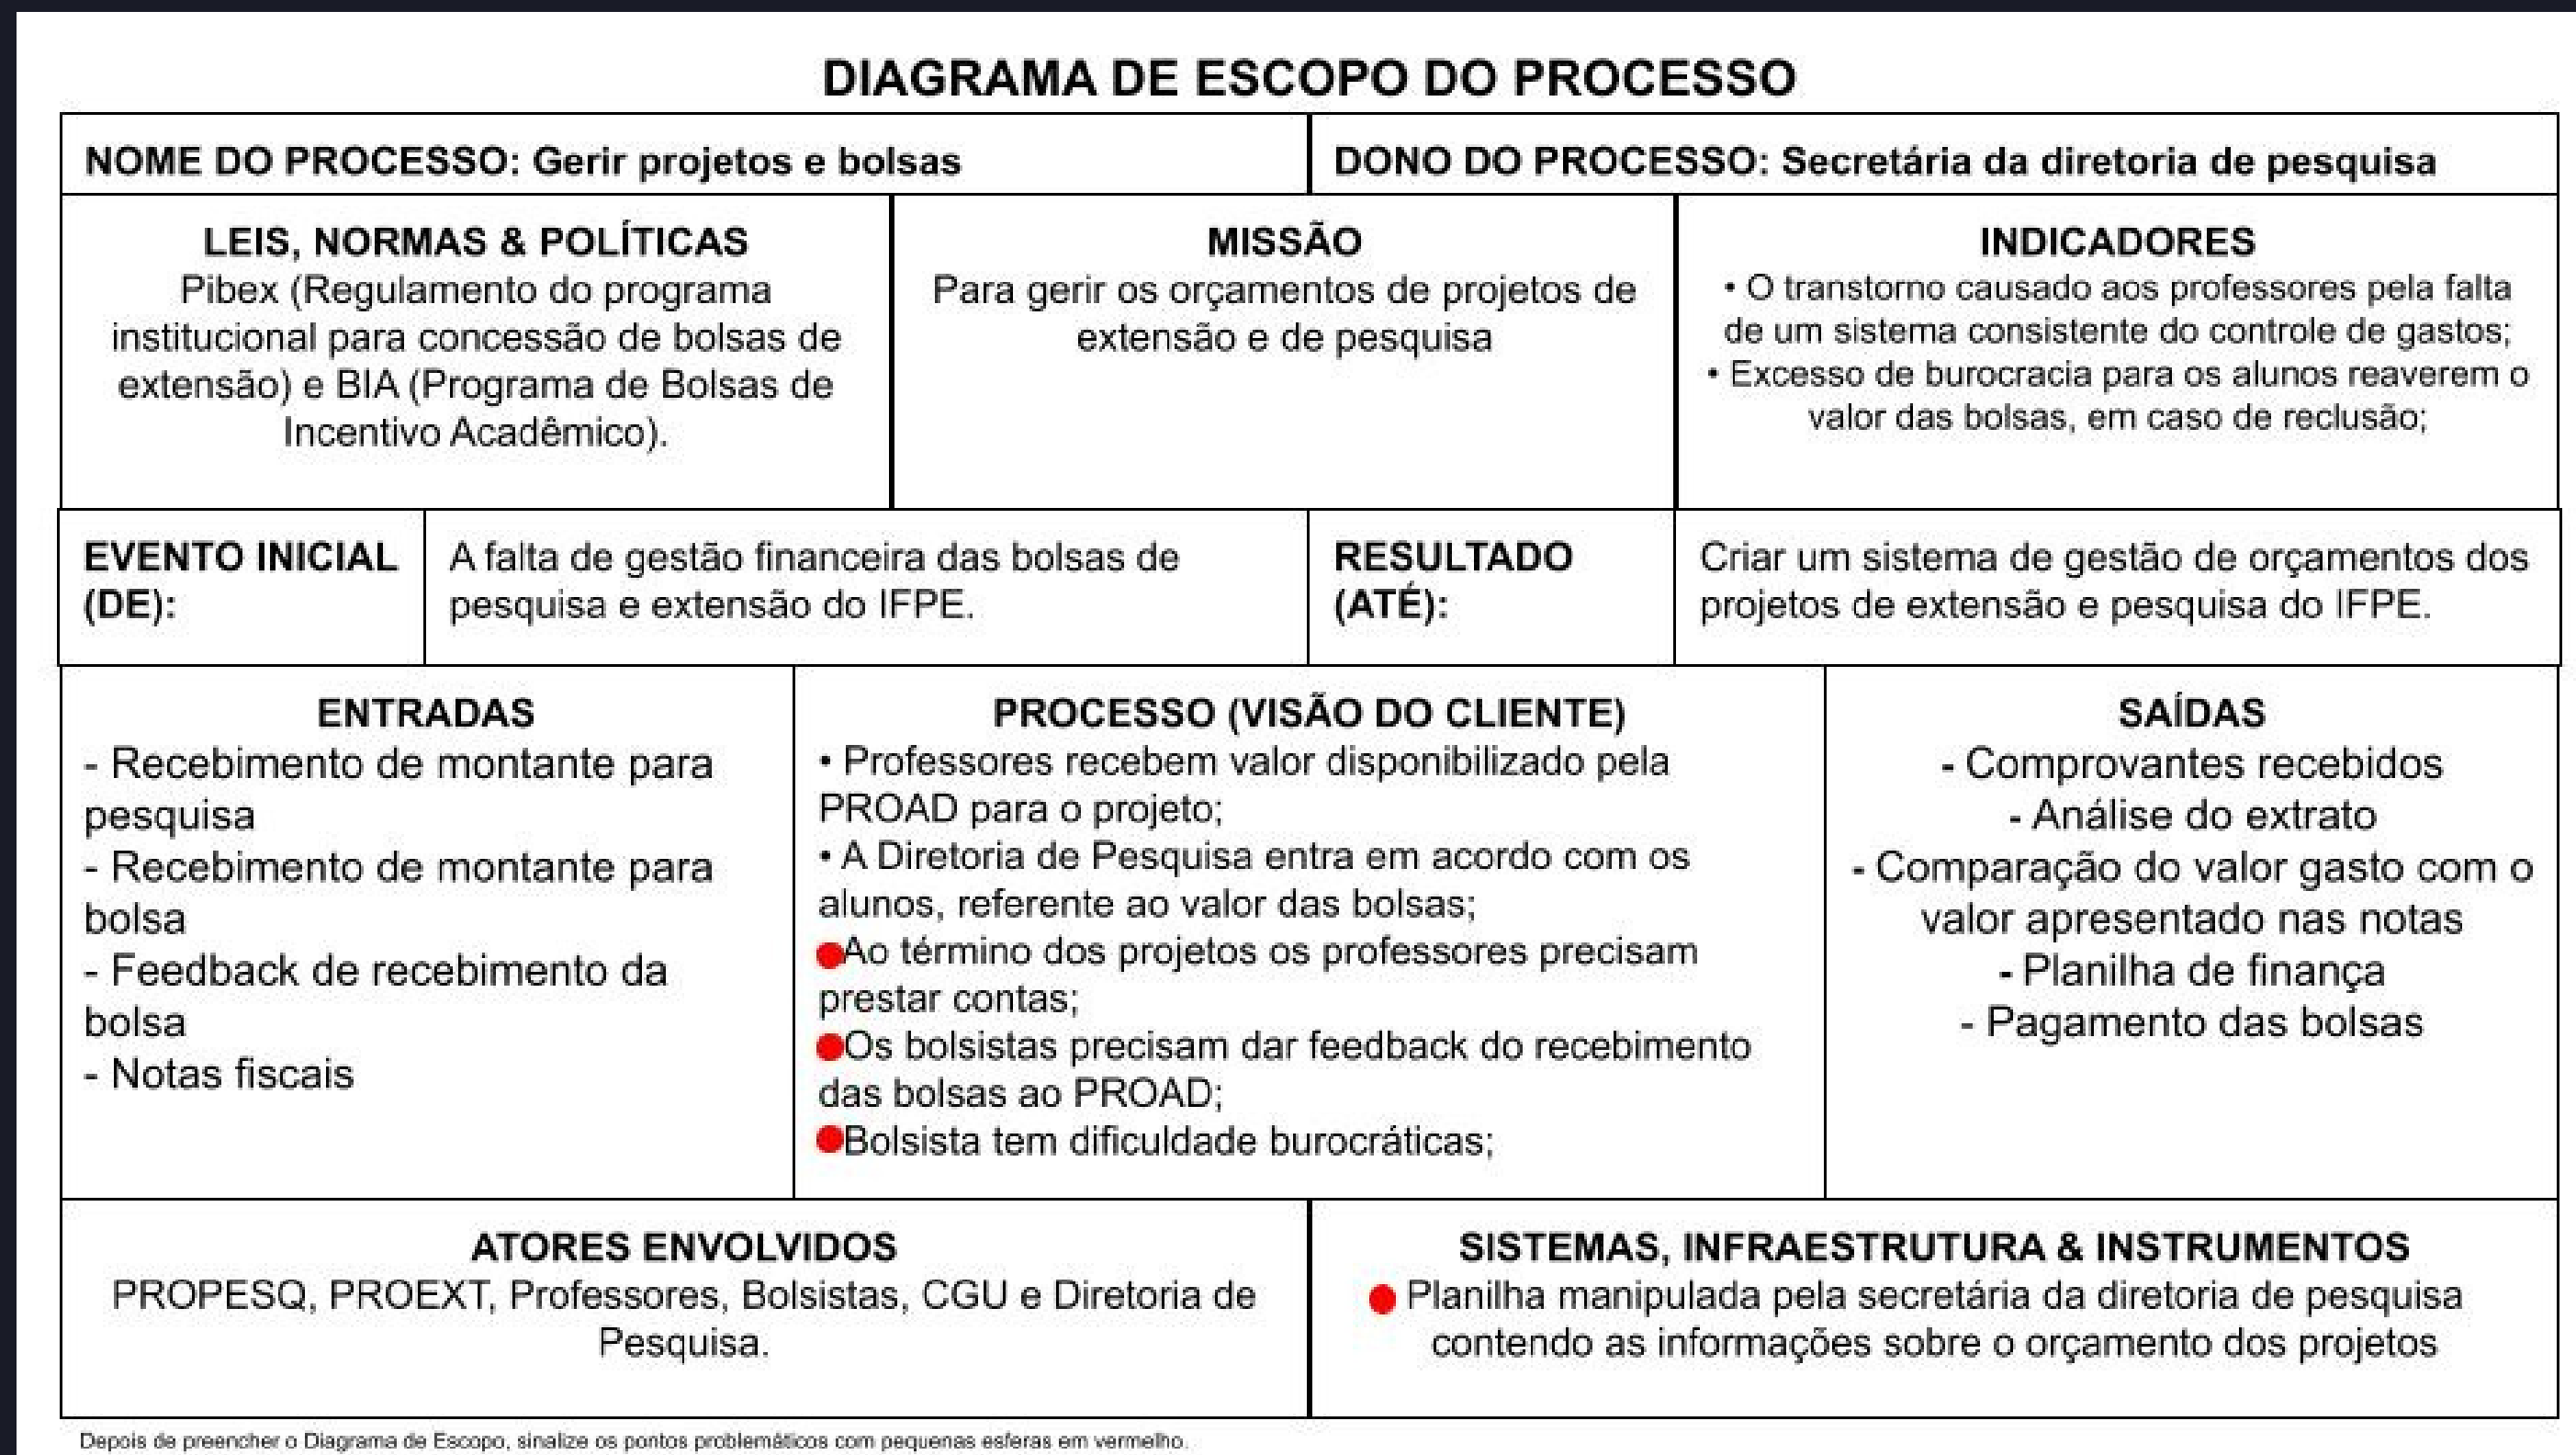 DIAGRAMA DE ESCOPO DO PROCESSO
NOME DO PROCESSO: Gerir projetos e bolsas
DONO DO PROCESSO: Secretária da diretoria de pesquisa
LEIS, NORMAS & POLÍTICAS
Pibex (Regulamento do programa
institucional para concessão de bolsas de
extensão) e BIA (Programa de Bolsas de
Incentivo Acadêmico).
MISSÃO
Para gerir os orçamentos de projetos de
extensão e de pesquisa
INDICADORES
• O transtorno causado aos professores pela falta
de um sistema consistente do controle de gastos;
• Excesso de burocracia para os alunos reaverem o
valor das bolsas, em caso de reclusão;
EVENTO INICIAL
(DE):
A falta de gestão financeira das bolsas de
pesquisa e extensão do IFPE.
RESULTADO
(ATÉ):
Criar um sistema de gestão de orçamentos dos
projetos de extensão e pesquisa do IFPE.
ENTRADAS
- Recebimento de montante para
pesquisa
- Recebimento de montante para
bolsa
- Feedback de recebimento da
bolsa
- Notas fiscais
PROCESSO (VISÃO DO CLIENTE)
• Professores recebem valor disponibilizado pela
PROAD para o projeto;
• A Diretoria de Pesquisa entra em acordo com os
alunos, referente ao valor das bolsas;
Ao término dos projetos os professores precisam
prestar contas;
Os bolsistas precisam dar feedback do recebimento
das bolsas ao PROAD;
Bolsista tem dificuldade burocráticas;
SAÍDAS
- Comprovantes recebidos
- Análise do extrato
- Comparação do valor gasto com o
valor apresentado nas notas
- Planilha de finança
- Pagamento das bolsas
ATORES ENVOLVIDOS
PROPESQ, PROEXT, Professores, Bolsistas, CGU e Diretoria de
Pesquisa.
SISTEMAS, INFRAESTRUTURA & INSTRUMENTOS
Planilha manipulada pela secretária da diretoria de pesquisa
contendo as informações sobre o orçamento dos projetos
Depois de preencher o Diagrama de Escopo, sinalize os pontos problemáticos com pequenas esferas em vermelho.